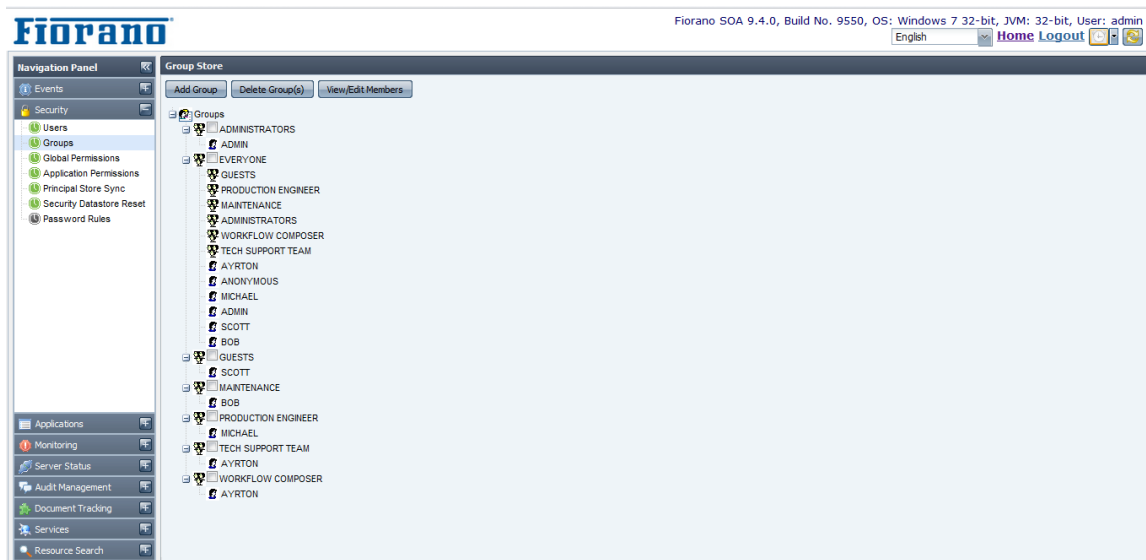 Fiorano
Fiorano SOA 9.4.0, Build No. 9550, OS: Windows 7 32-bit, JVM: 32-bit, User: admin
English Home Logout
Navigation Panel
Events
Security
Users
Groups
Global Permissions
Application Permissions
Principal Store Sync
Security Datastore Reset
Password Rules
Applications
Monitoring
Server Status
Audit Management
Document Tracking
Services
Resource Search
Group Store
Add Group Delete Group(s) View/Edit Members
Groups
ADMINISTRATORS
ADMIN
EVERYONE
GUESTS
PRODUCTION ENGINEER
MAINTENANCE
ADMINISTRATORS
WORKFLOW COMPOSER
TECH SUPPORT TEAM
AYRTON
ANONYMOUS
MICHAEL
ADMIN
SCOTT
BOB
GUESTS
SCOTT
MAINTENANCE
BOB
PRODUCTION ENGINEER
MICHAEL
TECH SUPPORT TEAM
AYRTON
WORKFLOW COMPOSER
AYRTON